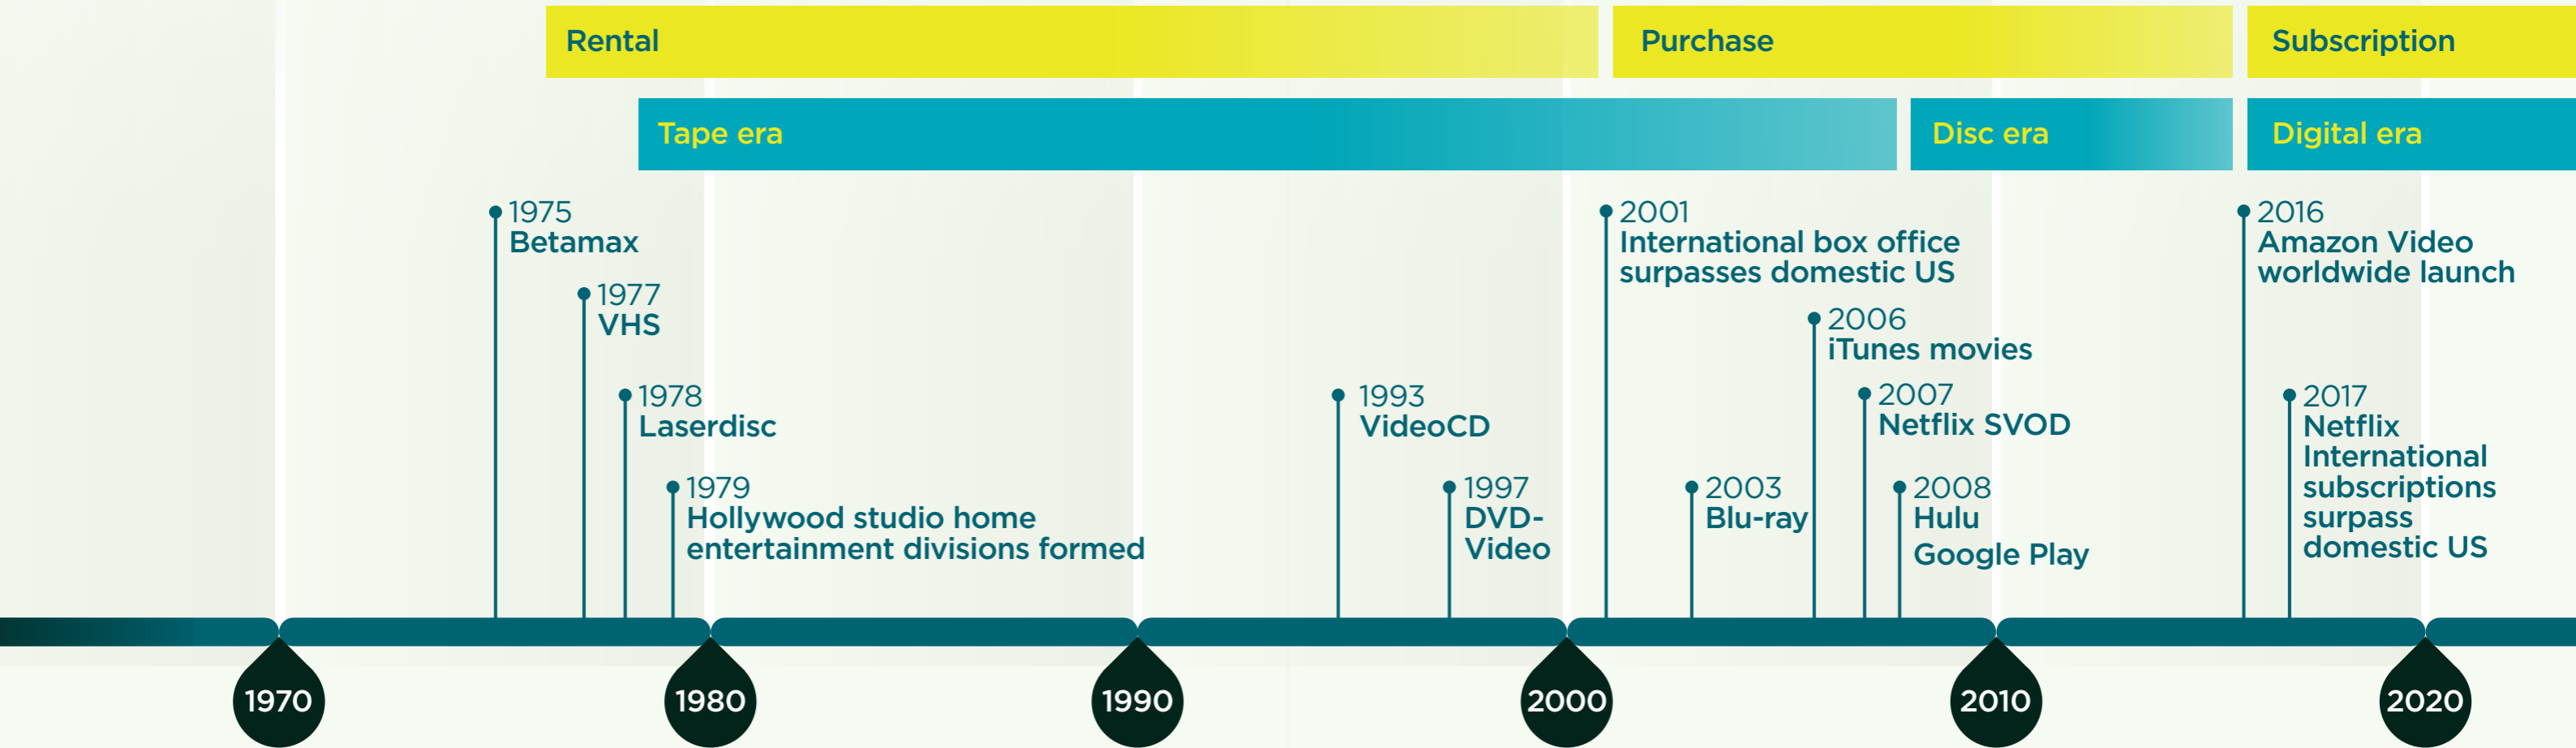 Rental
Purchase
Subscription
Tape era
Disc era
Digital era
1975
Betamax
1977
VHS
1978
Laserdisc
1979
Hollywood studio home
entertainment divisions formed
1993
VideoCD
1997
DVD-
Video
2001
International box office
surpasses domestic US
2003
Blu-ray
2006
iTunes movies
2007
Netflix SVOD
2008
Hulu
Google Play
2016
Amazon Video
worldwide launch
2017
Netflix
International
subscriptions
surpass
domestic US
1970
1980
1990
2000
2010
2020